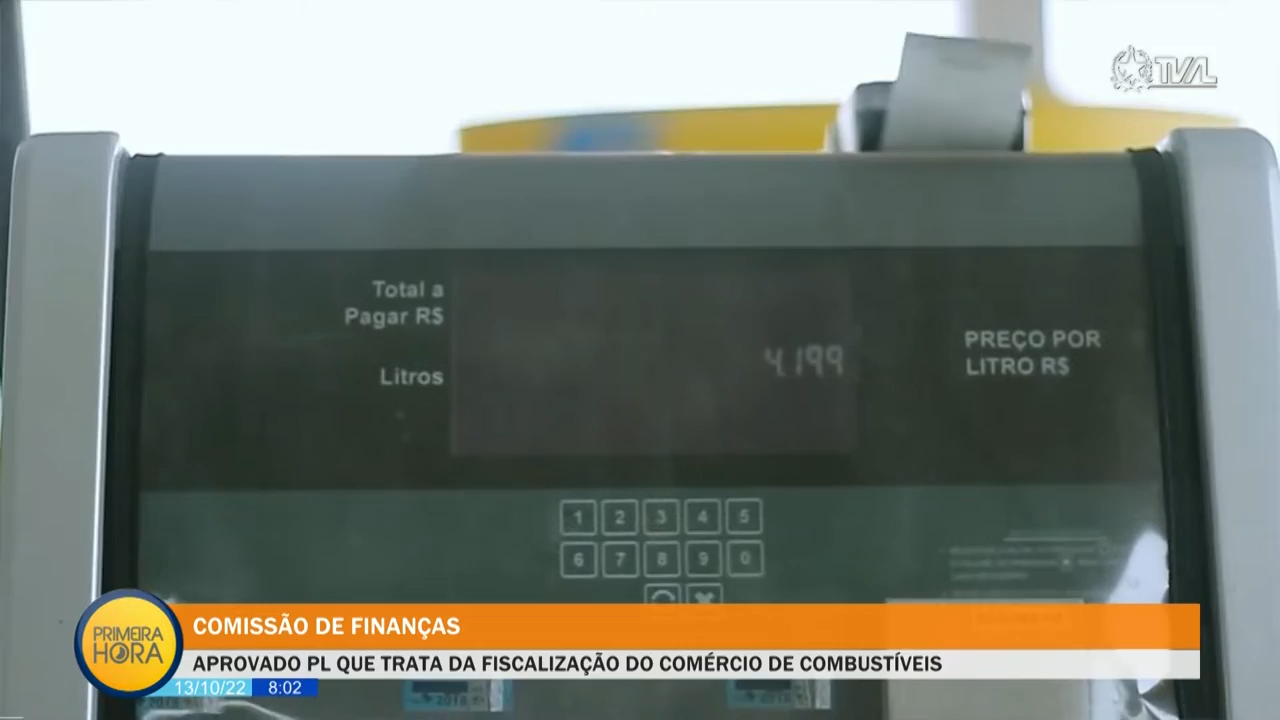 TVAL
Total a
Pagar R$
Litros
4.199
PREÇO POR
LITRO R$
1 2 3 4 5
6 7 8 9 0
COMISSÃO DE FINANÇAS
PRIMEIRA
HORA
APROVADO PL QUE TRATA DA FISCALIZAÇÃO DO COMÉRCIO DE COMBUSTÍVEIS
13/10/22 8:02
2018